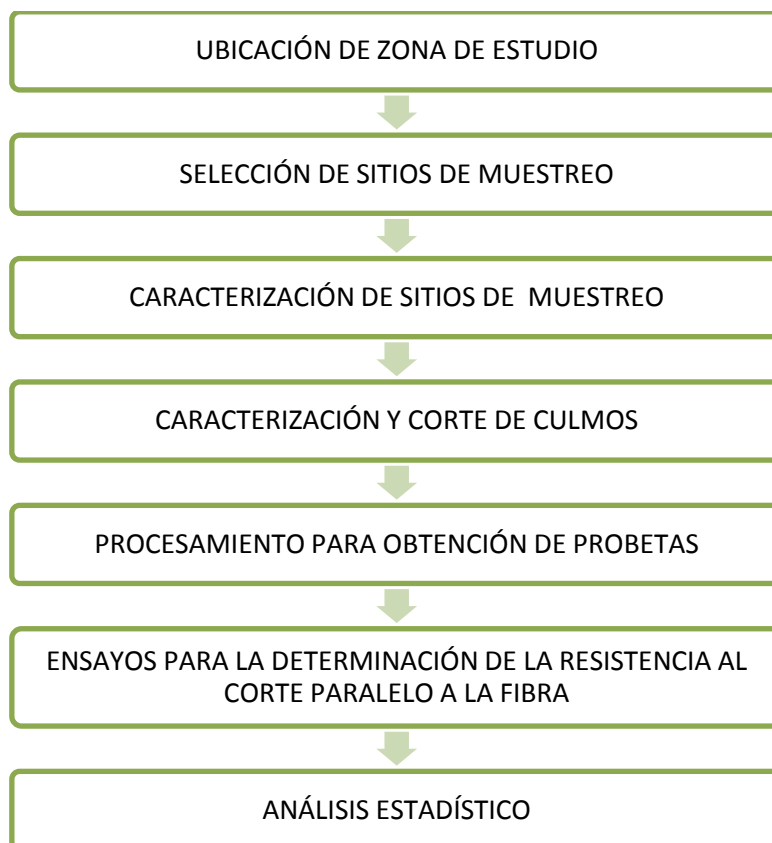 UBICACIÓN DE ZONA DE ESTUDIO
SELECCIÓN DE SITIOS DE MUESTREO
CARACTERIZACIÓN DE SITIOS DE MUESTREO
CARACTERIZACIÓN Y CORTE DE CULMOS
PROCESAMIENTO PARA OBTENCIÓN DE PROBETAS
ENSAYOS PARA LA DETERMINACIÓN DE LA RESISTENCIA AL
CORTE PARALELO A LA FIBRA
ANÁLISIS ESTADÍSTICO